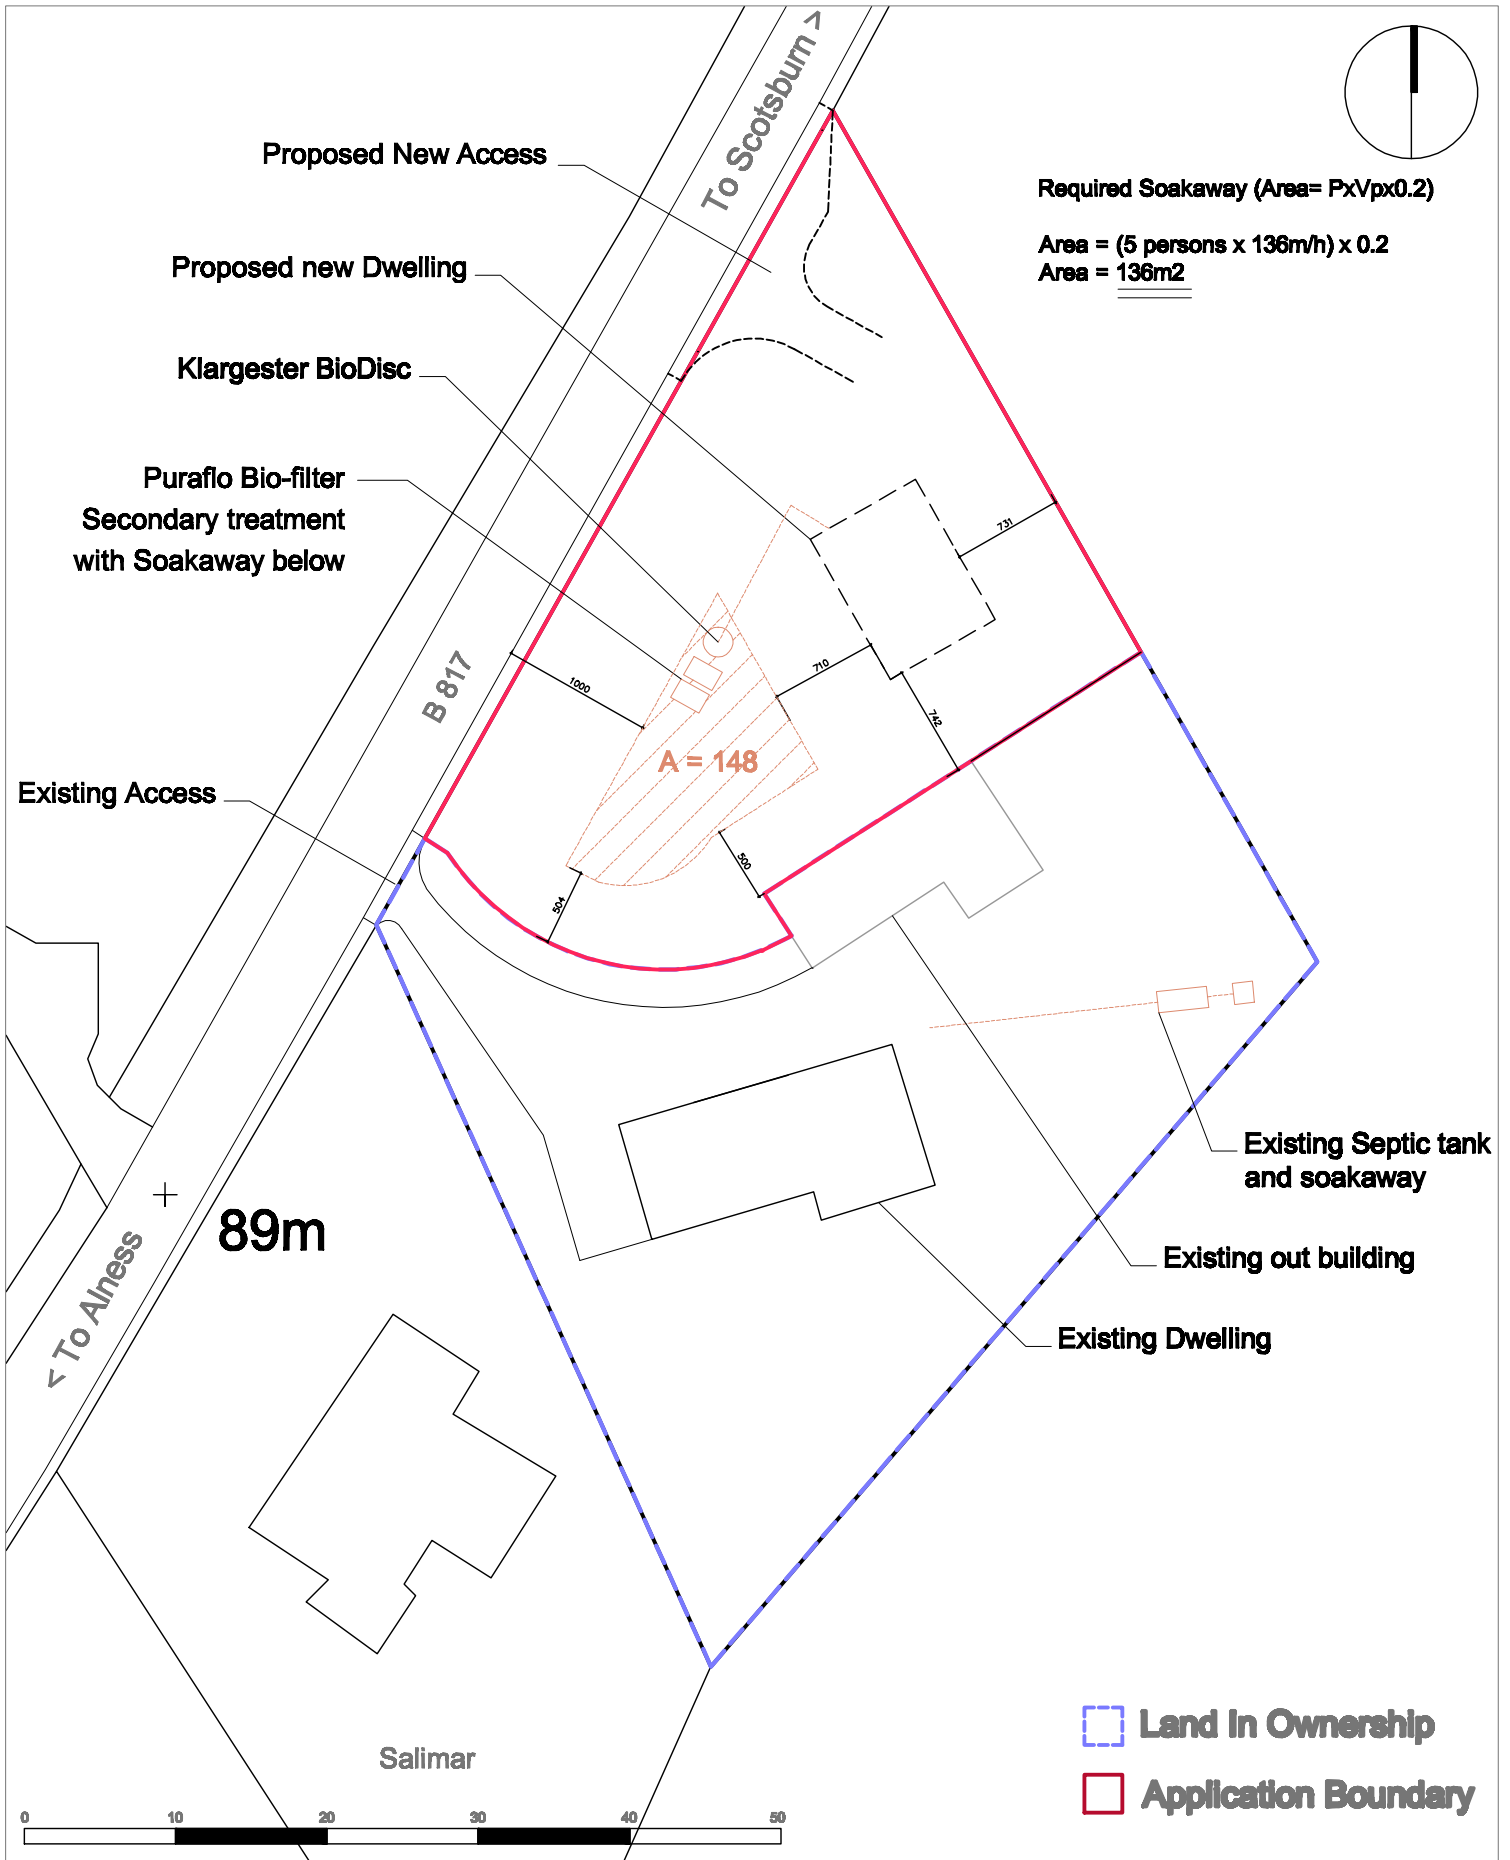 To Scotsburn >
Proposed New Access
Required Soakaway (Area= PxVpx0.2)
Area = (5 persons x 136m/h) x 0.2
Area = 136m2
Proposed new Dwelling
Klargester BioDisc
Puraflo Bio-filter
Secondary treatment
with Soakaway below
731
710
1000
B 817
742
A = 148
Existing Access
500
504
Existing Septic tank
and soakaway
89m
Existing out building
< To Alness
Existing Dwelling
Land In Ownership
Salimar
Application Boundary
0 10 20 30 40 50